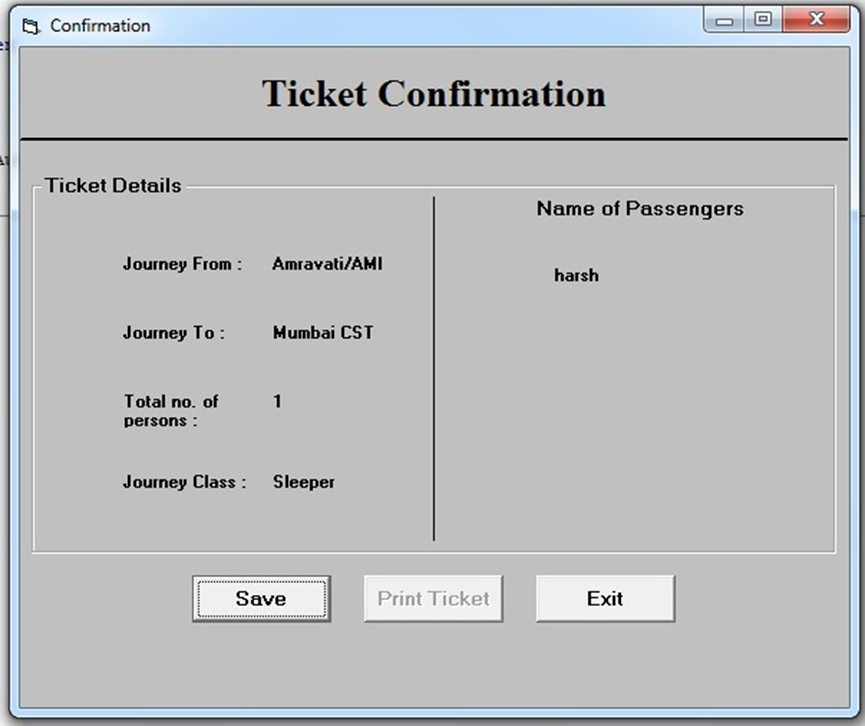 Confirmation
Ticket Confirmation
Ticket Details
Journey From : Amravati/AMI
Journey To : Mumbai CST
Total no. of 1
persons :
Journey Class : Sleeper
Name of Passengers
harsh
Save Print Ticket Exit